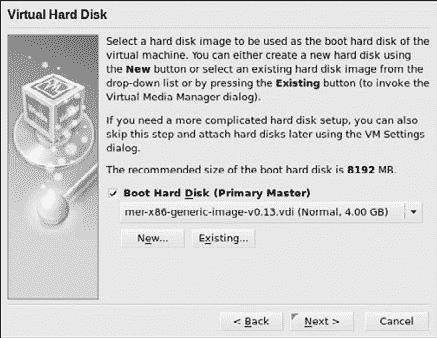 Virtual Hard Disk
Select a hard disk image to be used as the boot hard disk of the
virtual machine. You can either create a new hard disk using
the New button or select an existing hard disk image from the
drop-down list or by pressing the Existing button (to invoke the
Virtual Media Manager dialog).
If you need a more complicated hard disk setup, you can also
skip this step and attach hard disks later using the VM Settings
dialog.
The recommended size of the boot hard disk is 8192 MB.
Boot Hard Disk (Primary Master)
mer-x86-generic-image-v0.13.vdi (Normal, 4.00 GB)
New... Existing...
< Back Next > Cancel